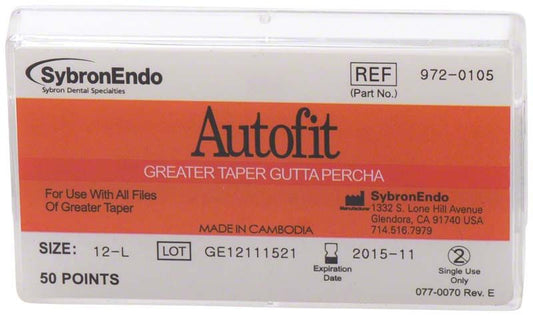 SybronEndo
Sybron Dental Specialties
REF 972-0105
(Part No.)
Autofit
GREATER TAPER GUTTA PERCHA
For Use With All Files
Of Greater Taper
SybronEndo
Manufacturer 1332 S. Lone Hill Avenue
Glendora, CA 91740 USA
714.516.7979
MADE IN CAMBODIA
SIZE: 12-L LOT GE12111521 2015-11 2
Expiration
Date
Single Use
Only
50 POINTS
077-0070 Rev. E